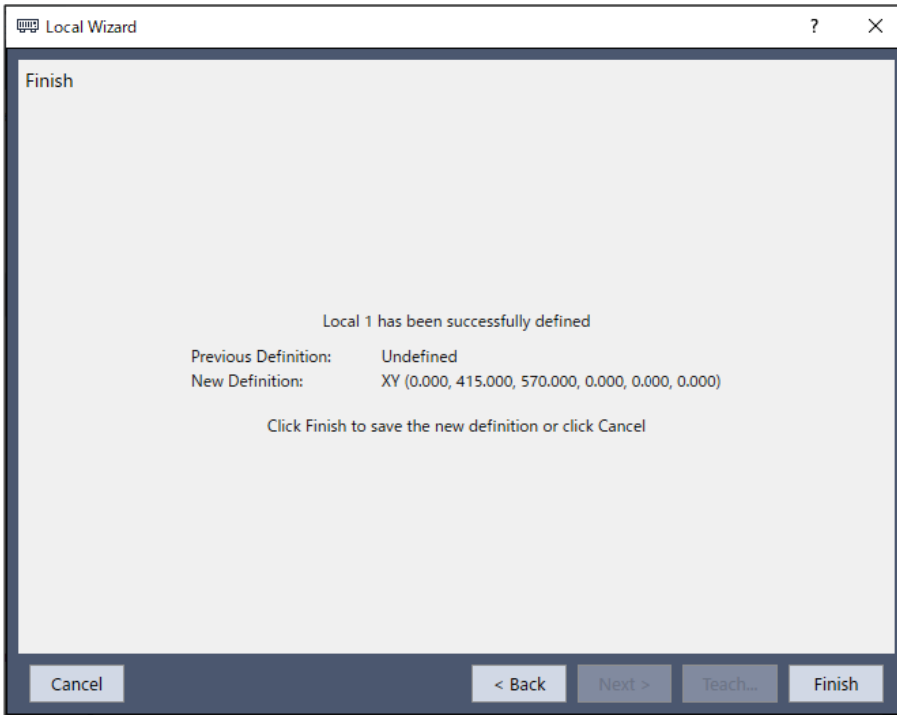 Local Wizard ?
Finish
Local 1 has been successfully defined
Previous Definition: Undefined
New Definition: XY (0.000, 415.000, 570.000, 0.000, 0.000, 0.000)
Click Finish to save the new definition or click Cancel
Cancel < Back Next > Teach... Finish